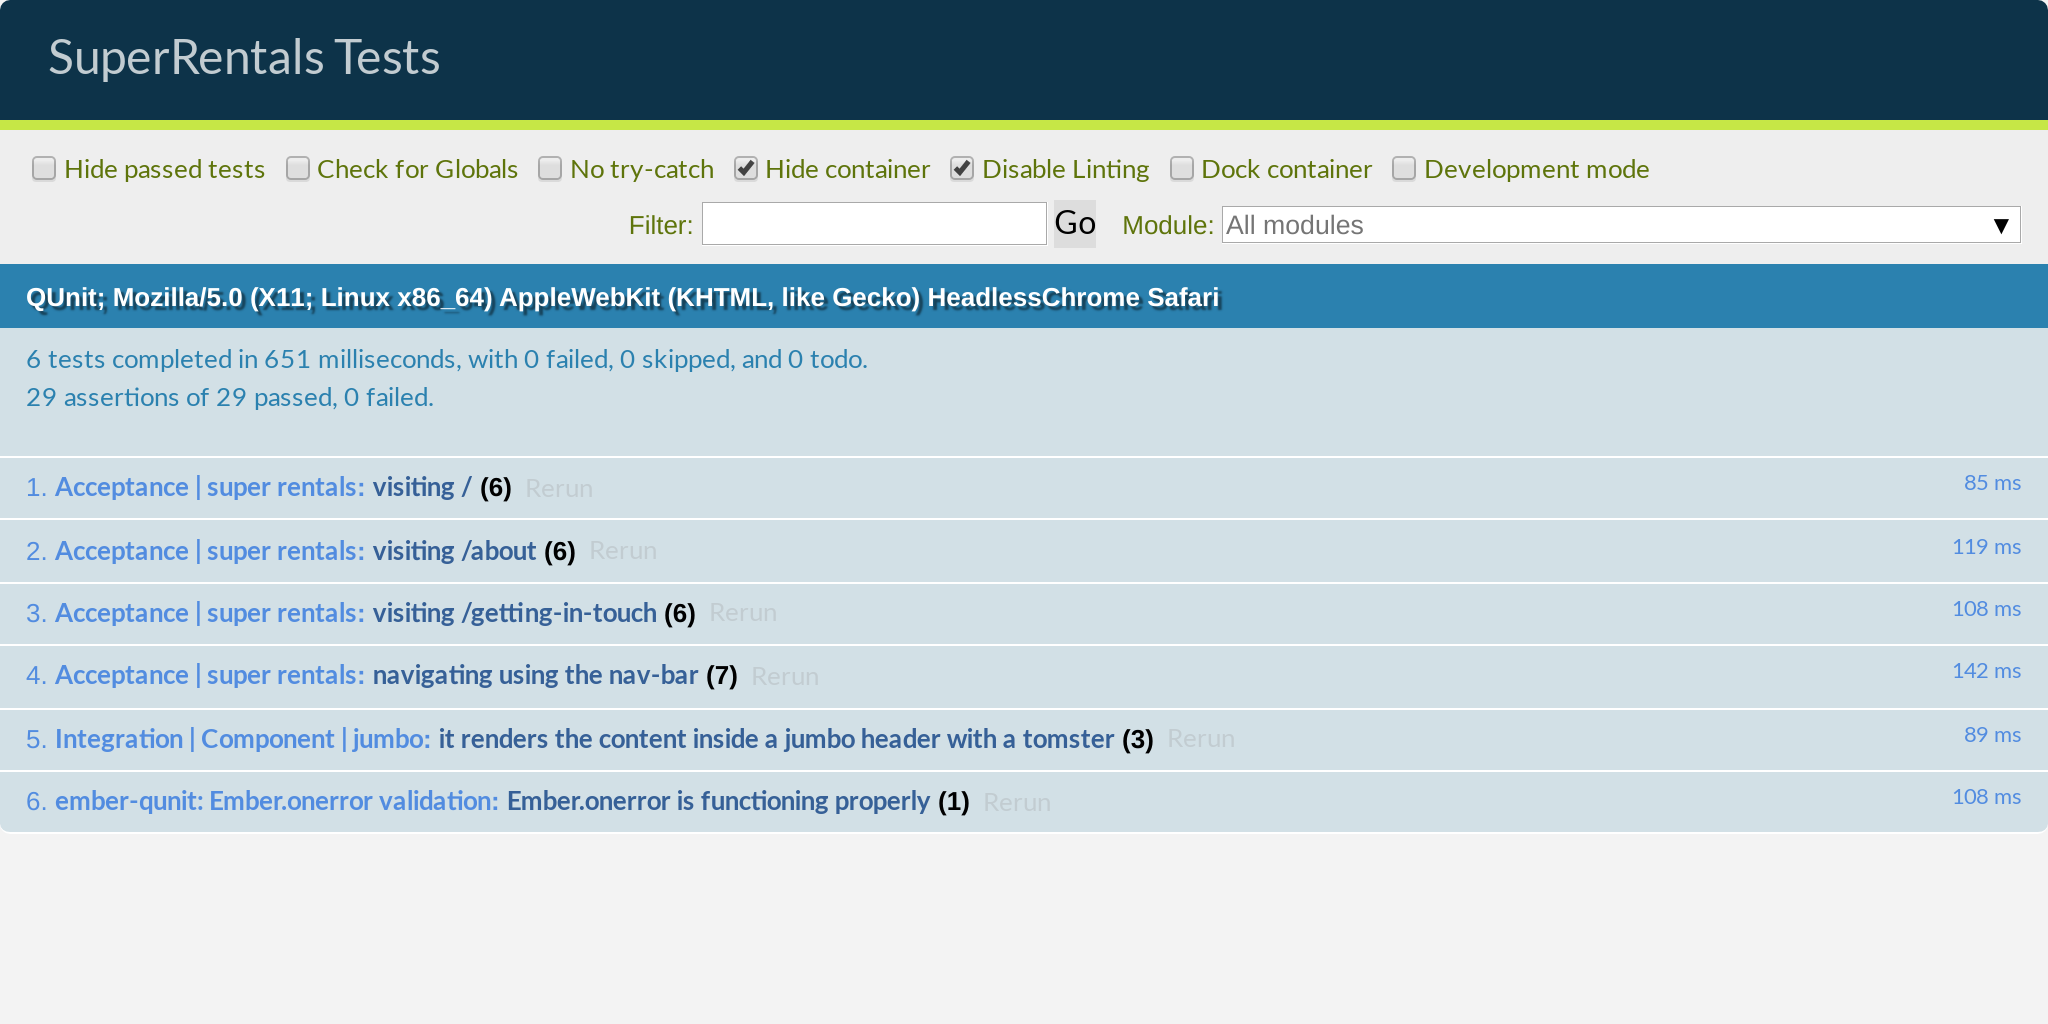 SuperRentals Tests
Hide passed tests Check for Globals No try-catch Hide container Disable Linting Dock container Development mode
Filter: Go Module: All modules ▼
QUnit; Mozilla/5.0 (X11; Linux x86_64) AppleWebKit (KHTML, like Gecko) HeadlessChrome Safari
6 tests completed in 651 milliseconds, with 0 failed, 0 skipped, and 0 todo.
29 assertions of 29 passed, 0 failed.
1. Acceptance | super rentals: visiting / (6) Rerun 85 ms
2. Acceptance | super rentals: visiting /about (6) Rerun 119 ms
3. Acceptance | super rentals: visiting /getting-in-touch (6) Rerun 108 ms
4. Acceptance | super rentals: navigating using the nav-bar (7) Rerun 142 ms
5. Integration | Component | jumbo: it renders the content inside a jumbo header with a tomster (3) Rerun 89 ms
6. ember-qunit: Ember.onerror validation: Ember.onerror is functioning properly (1) Rerun 108 ms